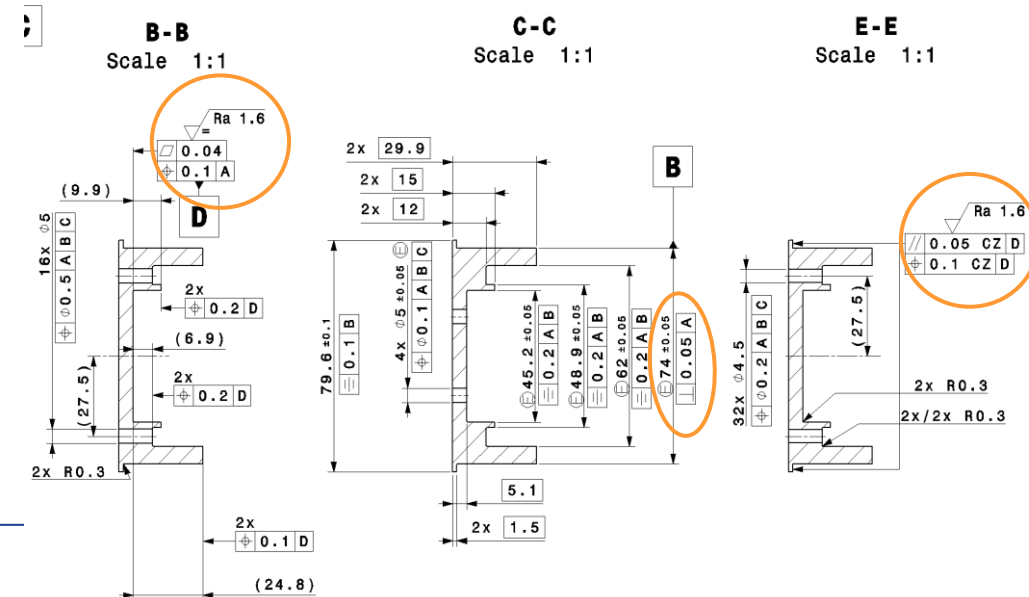 C
B-B
Scale 1:1
Ra 1.6
=
⏥ 0.04
⌖ 0.1 A
D
(9.9)
16x ⌀5
⌖ ⌀0.5 A B C
2x
⌖ 0.2 D
(6.9)
2x
⌖ 0.2 D
(27.5)
2x R0.3
2x
⌖ 0.1 D
(24.8)
C-C
Scale 1:1
2x 29.9
2x 15
2x 12
B
79.6 ±0.1
⌯ 0.1 B
4x ⌀5 ±0.05 Ⓔ
⌖ ⌀0.1 A B C
Ⓔ 45.2 ±0.05
⌯ 0.2 A B
Ⓔ 48.9 ±0.05
⌯ 0.2 A B
Ⓔ 62 ±0.05
⌯ 0.2 A B
Ⓔ 74 ±0.05
⟂ 0.05 A
5.1
2x 1.5
E-E
Scale 1:1
Ra 1.6
// 0.05 CZ D
⌖ 0.1 CZ D
32x ⌀4.5
⌖ ⌀0.2 A B C
(27.5)
2x R0.3
2x/2x R0.3